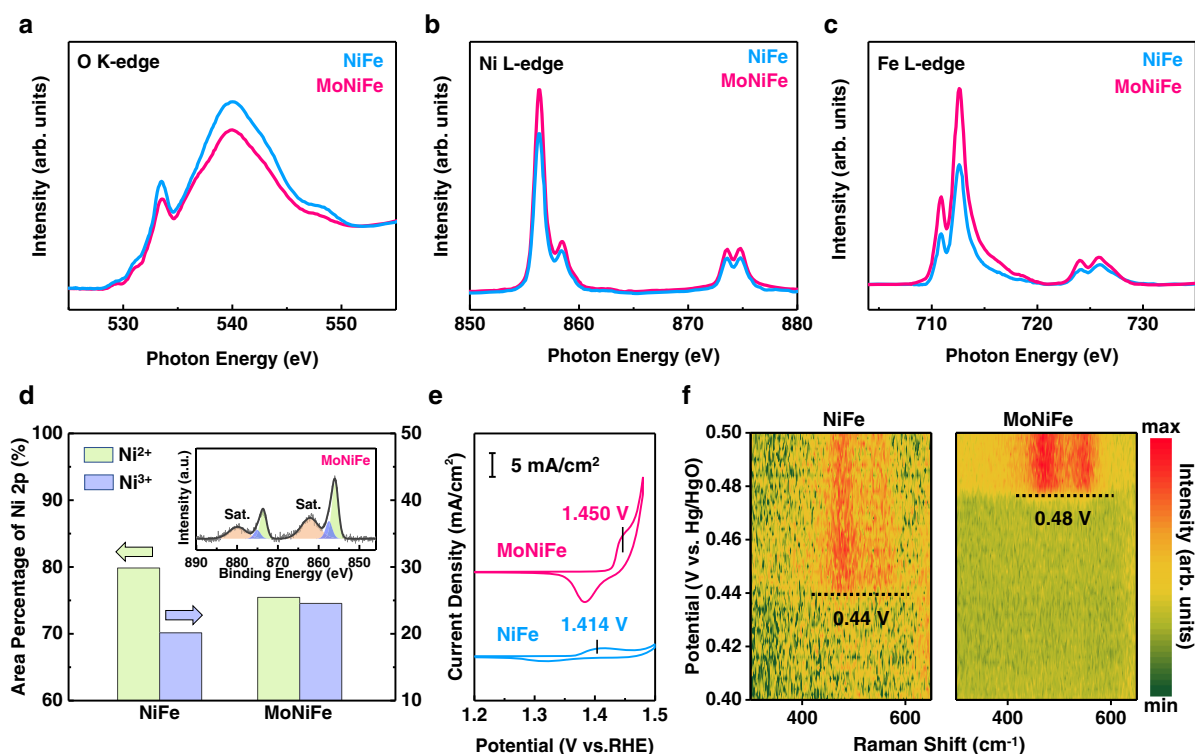 a
O K-edge
NiFe
MoNiFe
Intensity (arb. units)
530
540
550
Photon Energy (eV)
b
Ni L-edge
NiFe
MoNiFe
Intensity (arb. units)
850
860
870
880
Photon Energy (eV)
c
Fe L-edge
NiFe
MoNiFe
Intensity (arb. units)
710
720
730
Photon Energy (eV)
d
Area Percentage of Ni 2p (%)
100
90
80
70
60
50
40
30
20
10
Ni²⁺
Ni³⁺
MoNiFe
Sat.
Sat.
Intensity (a.u.)
890
880
870
860
850
Binding Energy (eV)
NiFe
MoNiFe
e
Current Density (mA/cm²)
5 mA/cm²
1.450 V
MoNiFe
1.414 V
NiFe
1.2
1.3
1.4
1.5
Potential (V vs.RHE)
f
NiFe
MoNiFe
Potential (V vs. Hg/HgO)
0.50
0.48
0.46
0.44
0.42
0.40
0.44 V
0.48 V
400
600
400
600
Raman Shift (cm⁻¹)
max
Intensity (arb. units)
min